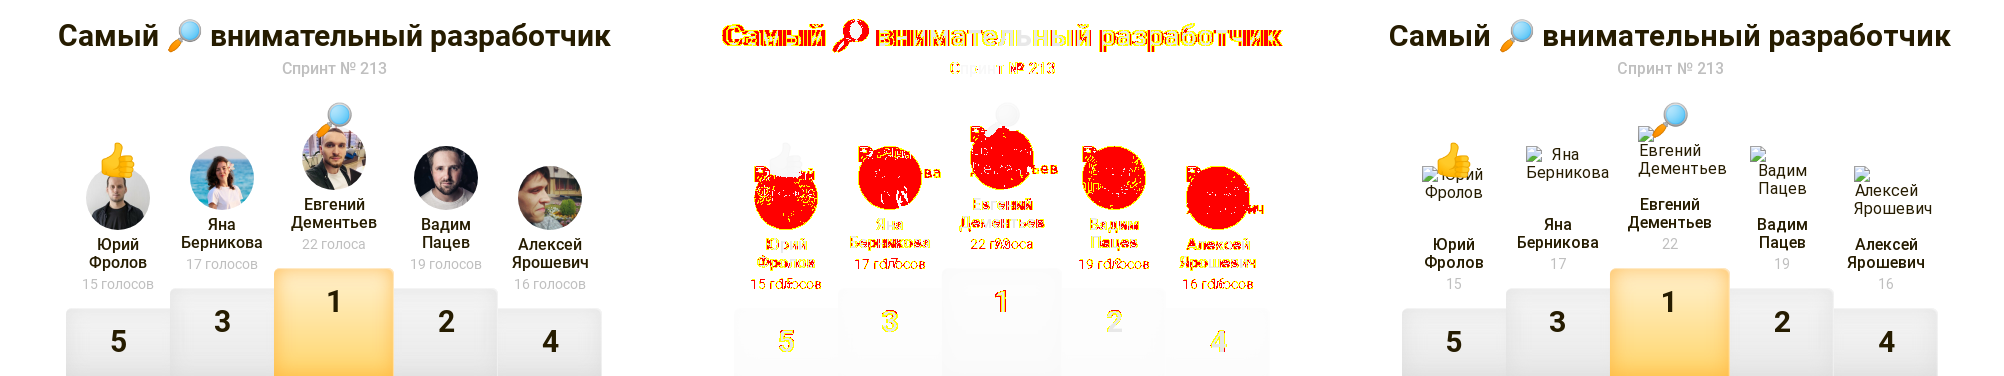 Самый 🔎 внимательный разработчик
Спринт № 213
Евгений
Дементьев
22 голоса
Яна
Берникова
17 голосов
Вадим
Пацев
19 голосов
Юрий
Фролов
15 голосов
Алексей
Ярошевич
16 голосов
1
3
2
5
4
Самый 🔎 внимательный разработчик
Спринт № 213
Евгений
Дементьев
Яна
Берникова
Вадим
Пацев
Юрий
Фролов
Алексей
Ярошевич
22 голоса
17 голосов
19 голосов
15 голосов
16 голосов
1
3
2
5
4
Самый 🔎 внимательный разработчик
Спринт № 213
Евгений
Дементьев
Яна
Берникова
Вадим
Пацев
Юрий
Фролов
Алексей
Ярошевич
Евгений
Дементьев
22
Яна
Берникова
17
Вадим
Пацев
19
Юрий
Фролов
15
Алексей
Ярошевич
16
1
3
2
5
4